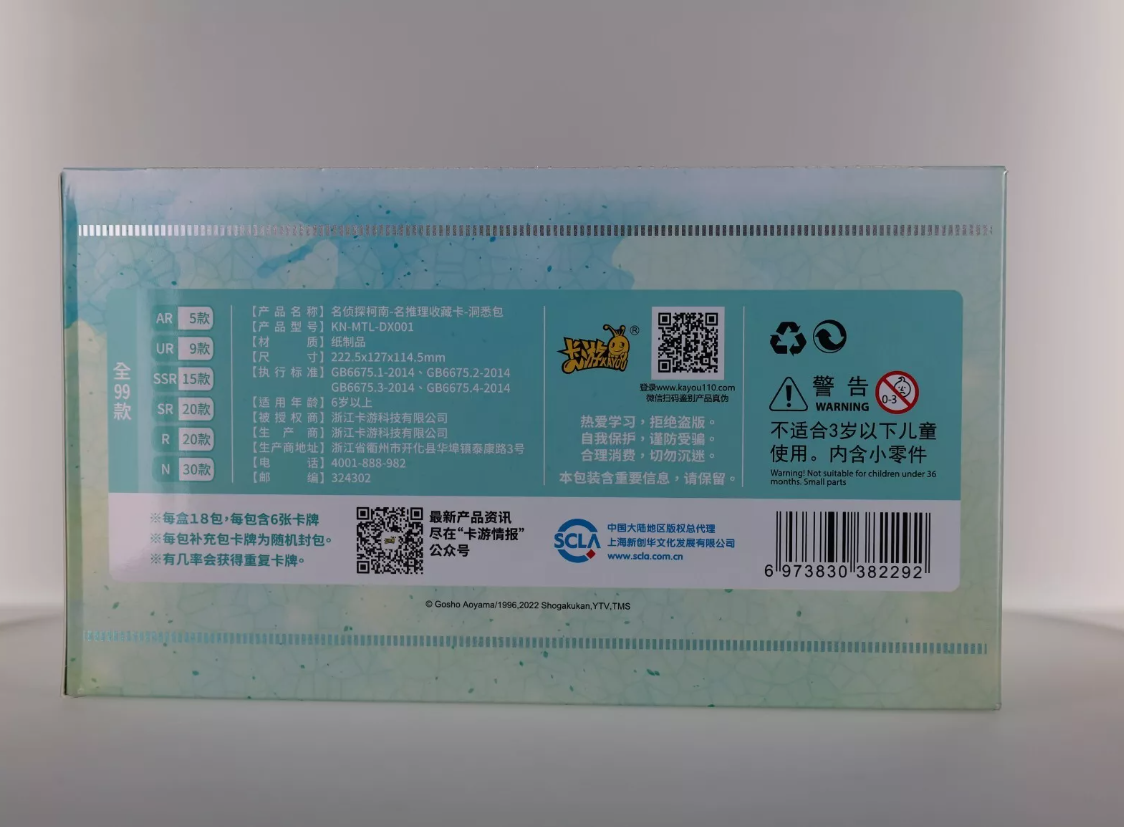 全99款
AR 5款
UR 9款
SSR 15款
SR 20款
R 20款
N 30款
【产品名称】名侦探柯南-名推理收藏卡-洞悉包
【产品型号】KN-MTL-DX001
【材质】纸制品
【尺寸】222.5x127x114.5mm
【执行标准】GB6675.1-2014、GB6675.2-2014
GB6675.3-2014、GB6675.4-2014
【适用年龄】6岁以上
【被授权商】浙江卡游科技有限公司
【生产商】浙江卡游科技有限公司
【生产商地址】浙江省衢州市开化县华埠镇泰康路3号
【电话】4001-888-982
【邮编】324302
卡游 KAYOU ®
登录www.kayou110.com
微信扫码鉴别产品真伪
热爱学习，拒绝盗版。
自我保护，谨防受骗。
合理消费，切勿沉迷。
本包装含重要信息，请保留。
警告
WARNING
0-3
不适合3岁以下儿童
使用。内含小零件
Warning! Not suitable for children under 36
months. Small parts
※每盒18包，每包含6张卡牌
※每包补充包卡牌为随机封包。
※有几率会获得重复卡牌。
最新产品资讯
尽在“卡游情报”
公众号
SCLA
中国大陆地区版权总代理
上海新创华文化发展有限公司
www.scla.com.cn
6 973830 382292
© Gosho Aoyama/1996,2022 Shogakukan,YTV,TMS